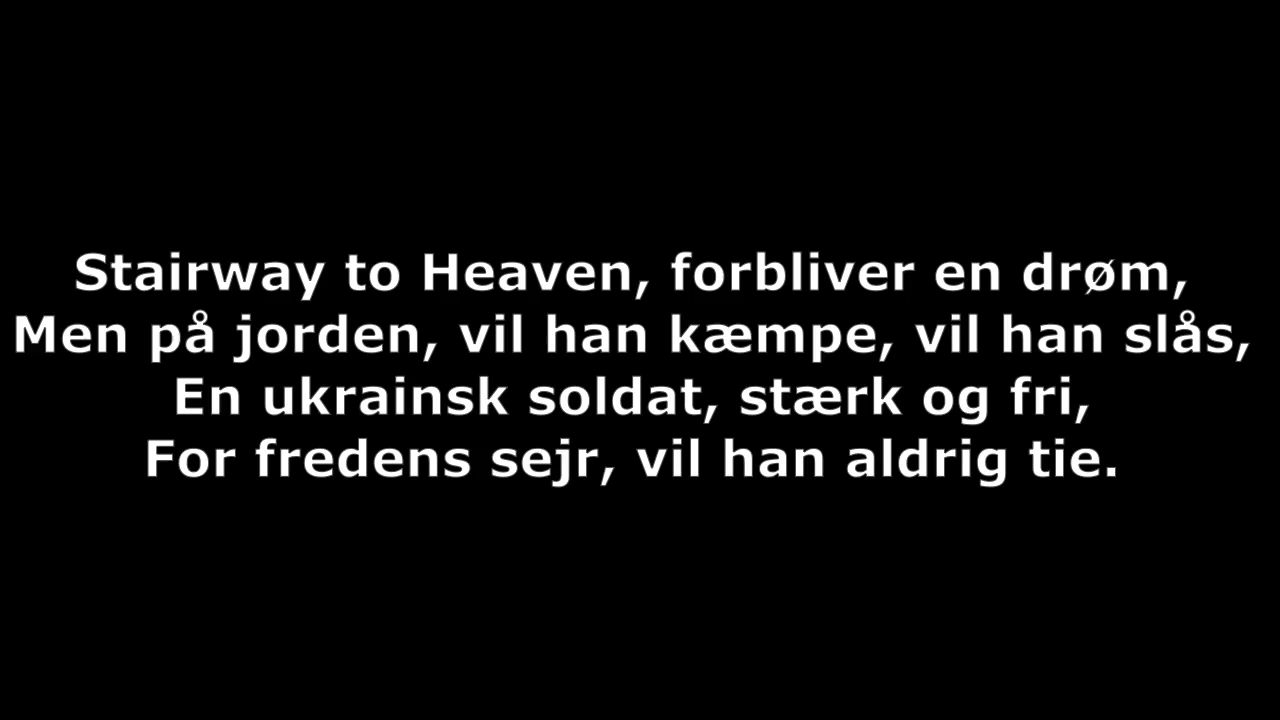 Stairway to Heaven, forbliver en drøm,
Men på jorden, vil han kæmpe, vil han slås,
En ukrainsk soldat, stærk og fri,
For fredens sejr, vil han aldrig tie.